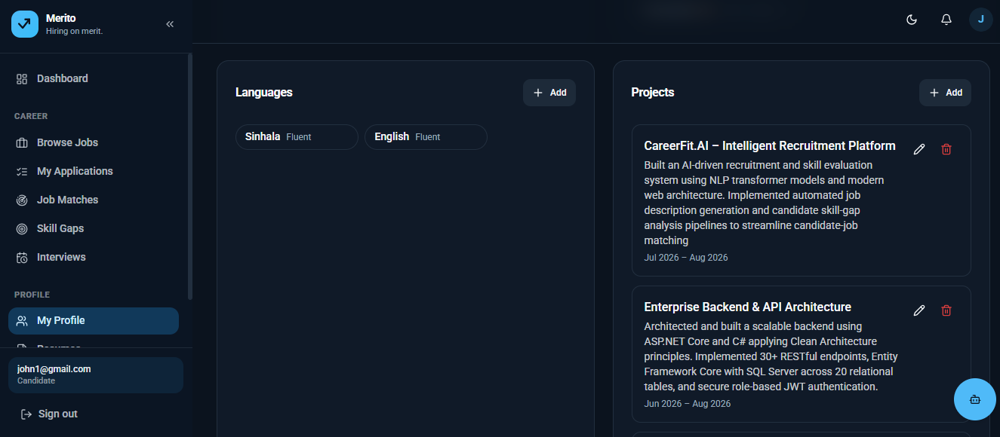 Merito
Hiring on merit.
J
Dashboard
CAREER
Browse Jobs
My Applications
Job Matches
Skill Gaps
Interviews
PROFILE
My Profile
john1@gmail.com
Candidate
Sign out
Languages
Add
Sinhala Fluent
English Fluent
Projects
Add
CareerFit.AI – Intelligent Recruitment Platform
Built an AI-driven recruitment and skill evaluation
system using NLP transformer models and modern
web architecture. Implemented automated job
description generation and candidate skill-gap
analysis pipelines to streamline candidate-job
matching
Jul 2026 – Aug 2026
Enterprise Backend & API Architecture
Architected and built a scalable backend using
ASP.NET Core and C# applying Clean Architecture
principles. Implemented 30+ RESTful endpoints, Entity
Framework Core with SQL Server across 20 relational
tables, and secure role-based JWT authentication.
Jun 2026 – Aug 2026